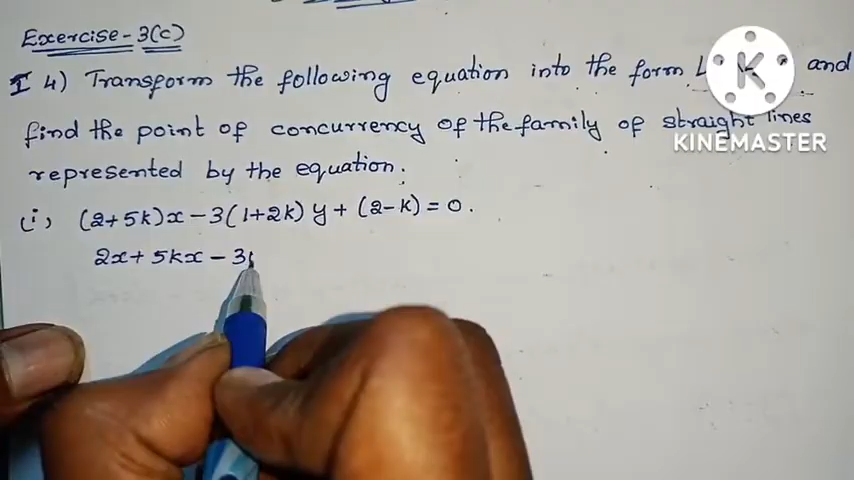 Exercise-3(c)
I 4) Transform the following equation into the form L and
find the point of concurrency of the family of straight lines
represented by the equation.
(i) (2+5k)x-3(1+2k)y+(2-k)=0.
2x+5kx-3
K
KINEMASTER